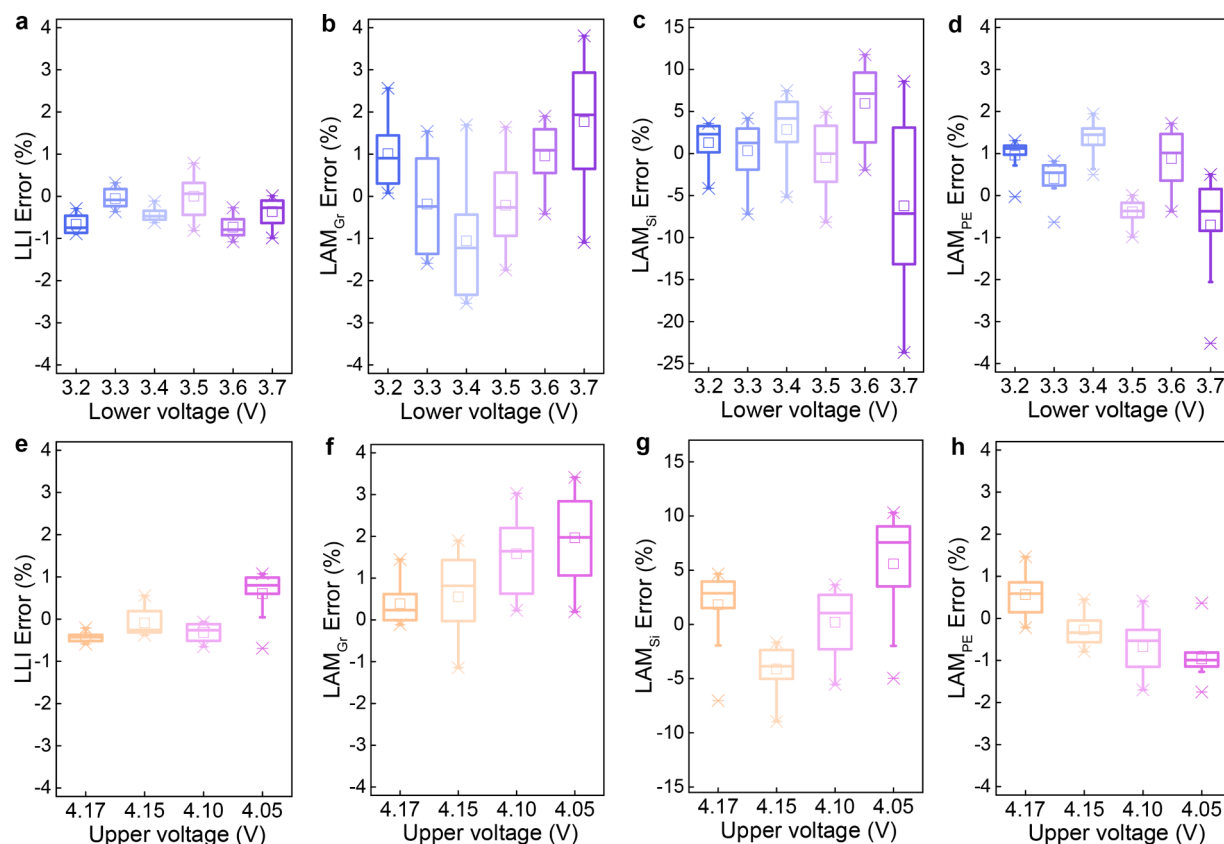 a
4
3
2
1
0
-1
-2
-3
-4
LLI Error (%)
3.2 3.3 3.4 3.5 3.6 3.7
Lower voltage (V)
b
4
3
2
1
0
-1
-2
-3
-4
LAM_Gr Error (%)
3.2 3.3 3.4 3.5 3.6 3.7
Lower voltage (V)
c
15
10
5
0
-5
-10
-15
-20
-25
LAM_Si Error (%)
3.2 3.3 3.4 3.5 3.6 3.7
Lower voltage (V)
d
4
3
2
1
0
-1
-2
-3
-4
LAM_PE Error (%)
3.2 3.3 3.4 3.5 3.6 3.7
Lower voltage (V)
e
4
3
2
1
0
-1
-2
-3
-4
LLI Error (%)
4.17 4.15 4.10 4.05
Upper voltage (V)
f
4
3
2
1
0
-1
-2
-3
-4
LAM_Gr Error (%)
4.17 4.15 4.10 4.05
Upper voltage (V)
g
15
10
5
0
-5
-10
-15
LAM_Si Error (%)
4.17 4.15 4.10 4.05
Upper voltage (V)
h
4
3
2
1
0
-1
-2
-3
-4
LAM_PE Error (%)
4.17 4.15 4.10 4.05
Upper voltage (V)